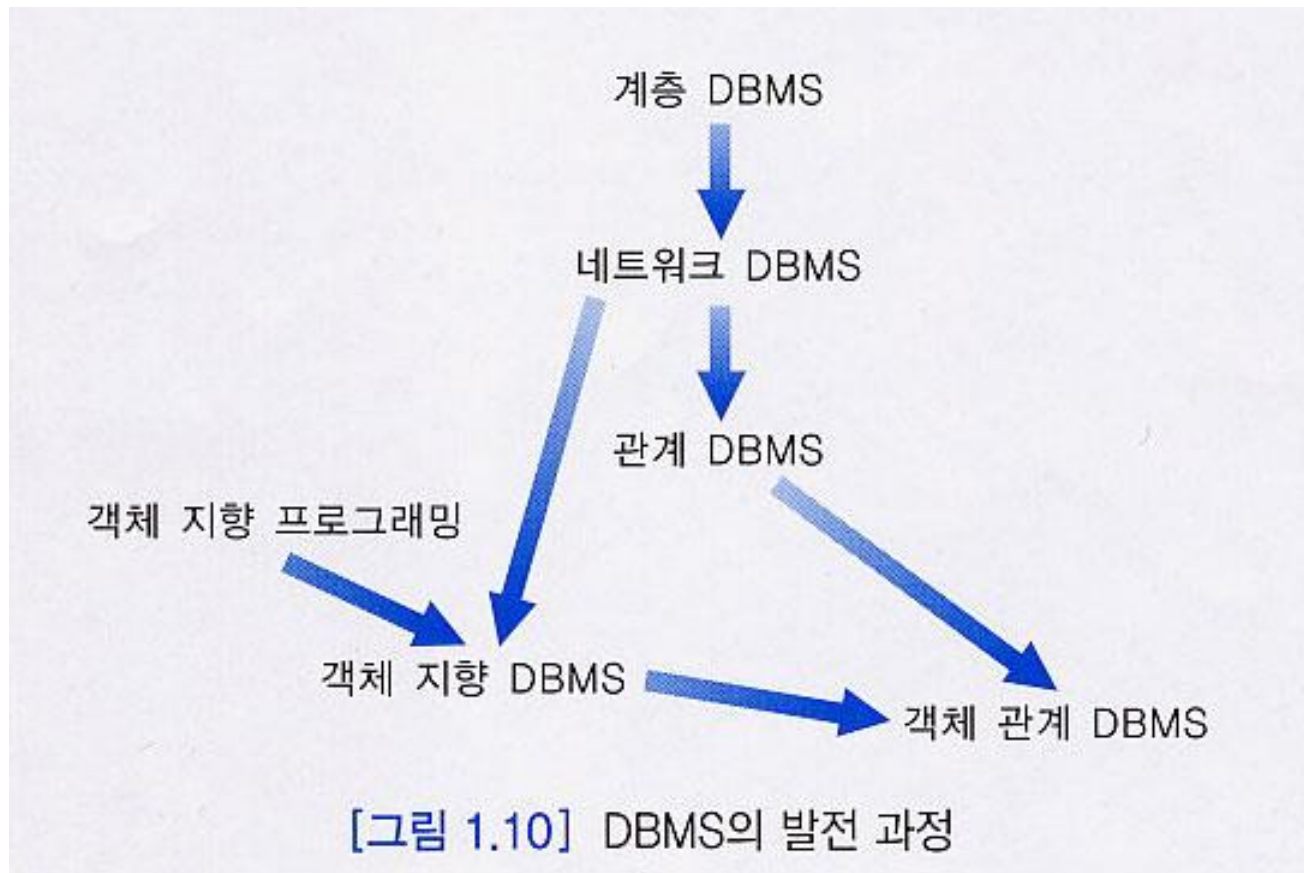 계층 DBMS
네트워크 DBMS
관계 DBMS
객체 지향 프로그래밍
객체 지향 DBMS
객체 관계 DBMS
[그림 1.10] DBMS의 발전 과정